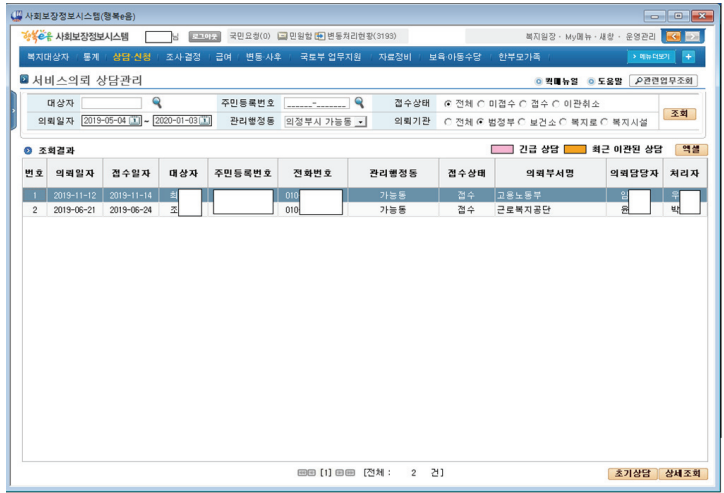 사회보장정보시스템(행복e음)
행복e음 사회보장정보시스템 님 로그아웃 국민요청(0) 민원함 변동처리현황(3193) 복지일장 · My메뉴 · 새창 · 운영관리
복지대상자 통계 상담·신청 조사결정 급여 변동·사후 국토부 업무지원 자료정비 보육·아동수당 한부모가족 > 메뉴더보기 +
서비스의뢰 상담관리 퀵메뉴얼 도움말 관련업무조회
대상자 주민등록번호 ______-_______ 접수상태 전체 미접수 접수 이관취소
의뢰일자 2019-05-04 ~ 2020-01-03 관리행정동 의정부시 가능동 의뢰기관 전체 범정부 보건소 복지로 복지시설 조회
조회결과 긴급 상담 최근 이관된 상담 엑셀
번호 의뢰일자 접수일자 대상자 주민등록번호 전화번호 관리행정동 접수상태 의뢰부서명 의뢰담당자 처리자
1 2019-11-12 2019-11-14 최 010- 가능동 접수 고용노동부 임 우
2 2019-06-21 2019-06-24 조 010- 가능동 접수 근로복지공단 윤 박
[1] [전체 : 2 건] 초기상담 상세조회